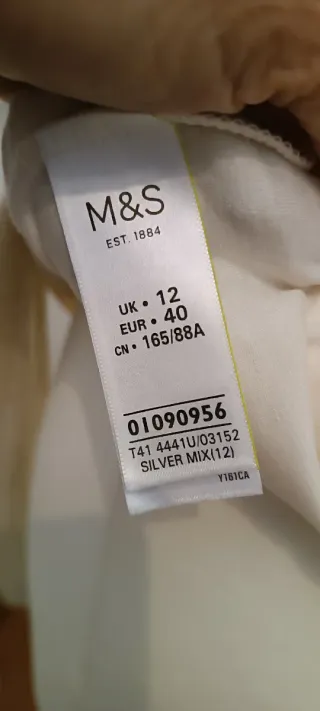 M&S
EST. 1884
UK • 12
EUR • 40
CN • 165/88A
01090956
T41 4441U/03152
SILVER MIX(12)
Y161CA